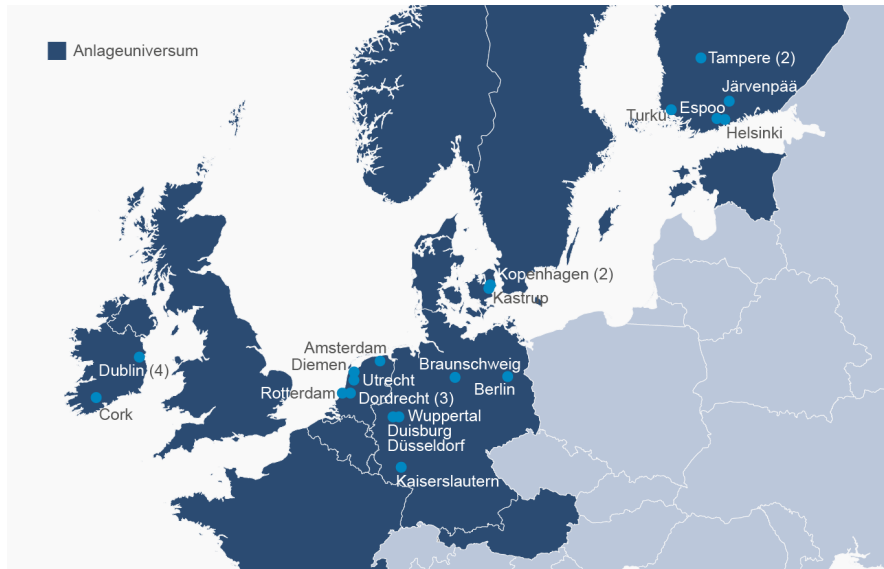 Anlageuniversum
Tampere (2)
Järvenpää
Turku
Espoo
Helsinki
Kopenhagen (2)
Kastrup
Amsterdam
Diemen
Utrecht
Rotterdam
Dordrecht (3)
Dublin (4)
Cork
Braunschweig
Berlin
Wuppertal
Duisburg
Düsseldorf
Kaiserslautern